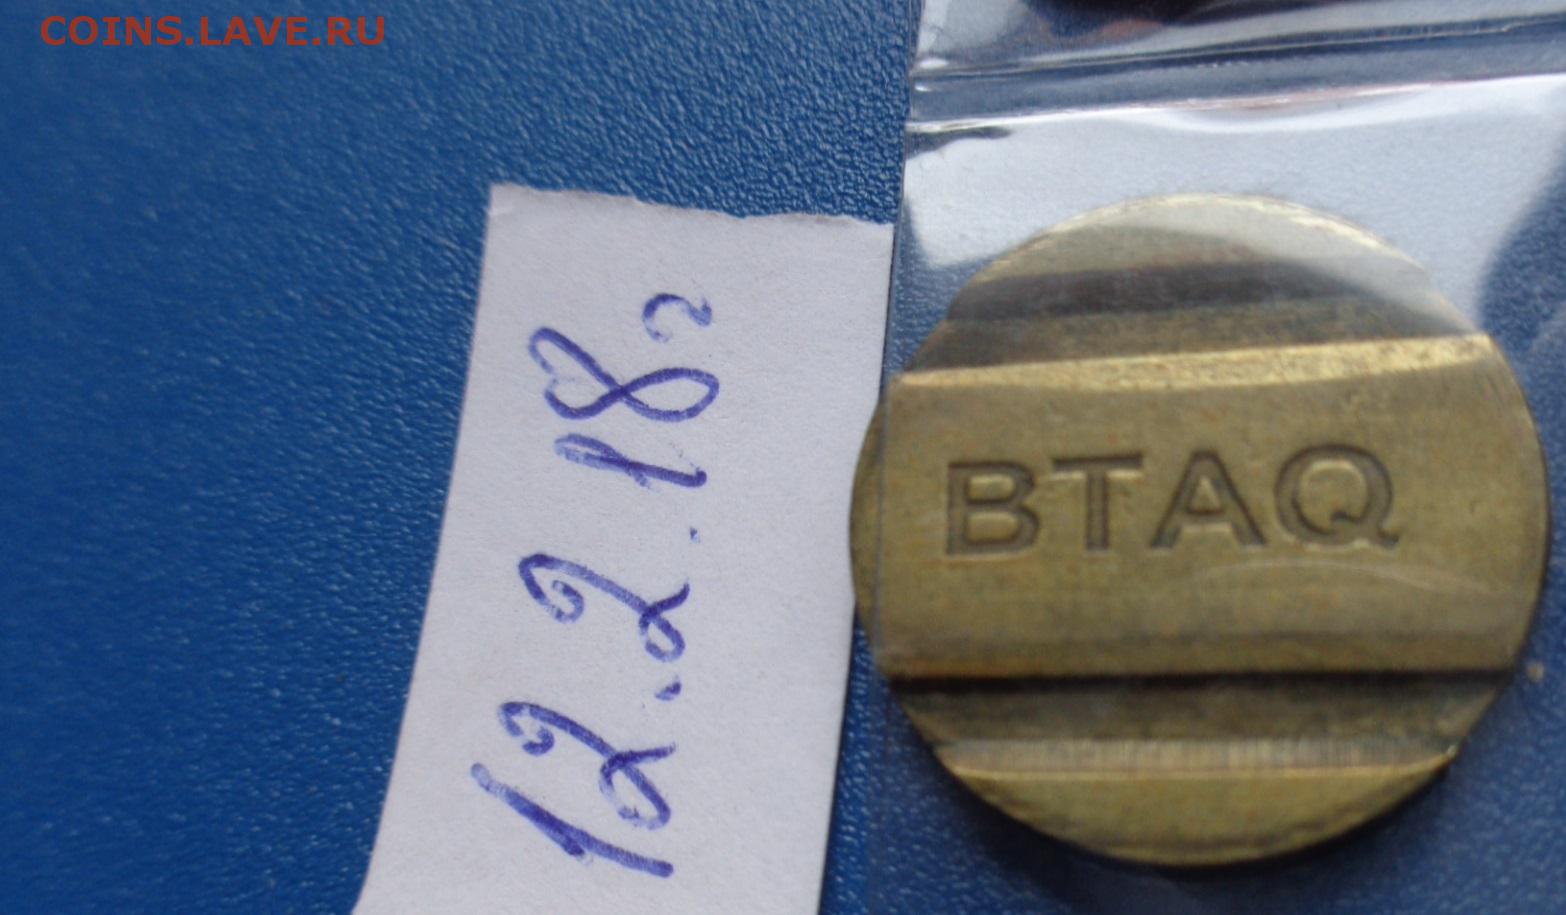 COINS.LAVE.RU
12.2.18г
BTAQ